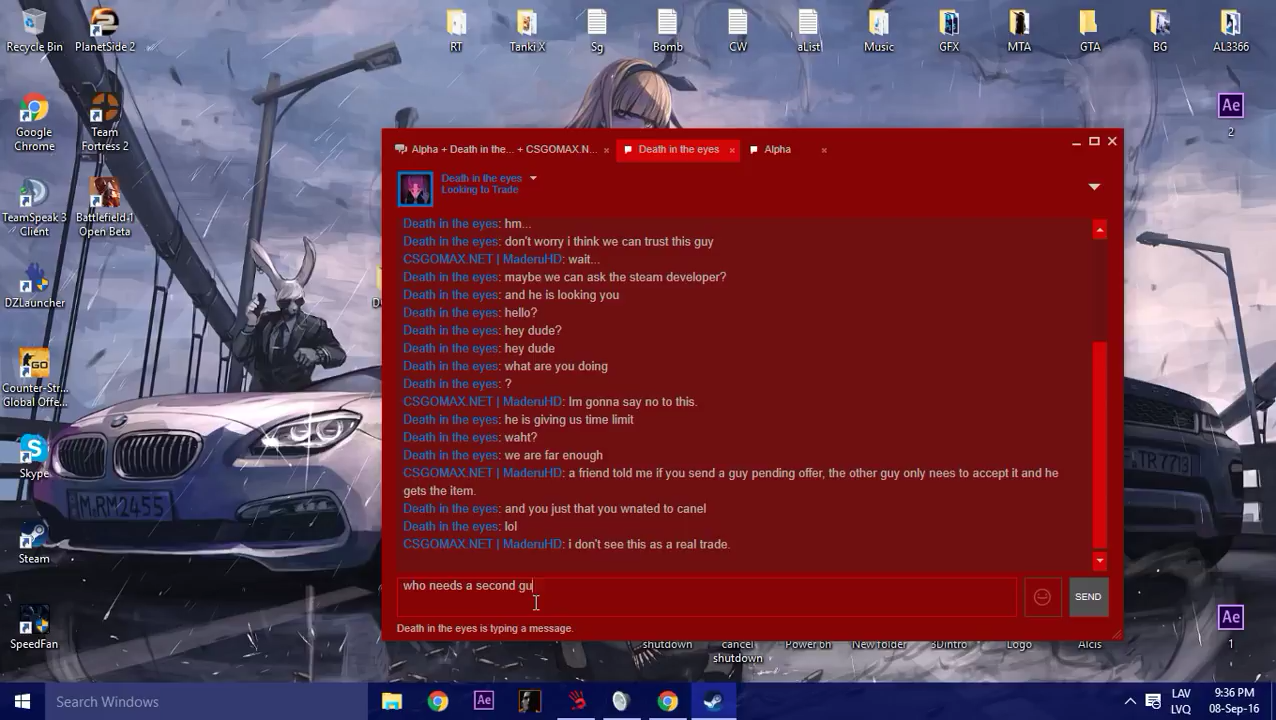 Recycle Bin
PlanetSide 2
RT
Tanki X
Sg
Bomb
CW
aList
Music
GFX
MTA
GTA
BG
AL3366
Google
Chrome
Team
Fortress 2
Ae
2
TeamSpeak 3
Client
Battlefield 1
Open Beta
DZLauncher
Counter-Str...
Global Offe...
Skype
Steam
SpeedFan
M.RM2455
TR7713
Alpha + Death in the... + CSGOMAX.N...
Death in the eyes
Alpha
Death in the eyes
Looking to Trade
Death in the eyes: hm...
Death in the eyes: don't worry i think we can trust this guy
CSGOMAX.NET | MaderuHD: wait...
Death in the eyes: maybe we can ask the steam developer?
Death in the eyes: and he is looking you
Death in the eyes: hello?
Death in the eyes: hey dude?
Death in the eyes: hey dude
Death in the eyes: what are you doing
Death in the eyes: ?
CSGOMAX.NET | MaderuHD: Im gonna say no to this.
Death in the eyes: he is giving us time limit
Death in the eyes: waht?
Death in the eyes: we are far enough
CSGOMAX.NET | MaderuHD: a friend told me if you send a guy pending offer, the other guy only nees to accept it and he
gets the item.
Death in the eyes: and you just that you wnated to canel
Death in the eyes: lol
CSGOMAX.NET | MaderuHD: i don't see this as a real trade.
who needs a second gu
SEND
Death in the eyes is typing a message.
shutdown
cancel
shutdown
Power on
New folder
3Dintro
Logo
Alcis
Ae
1
Search Windows
Ae
LAV
LVQ
9:36 PM
08-Sep-16